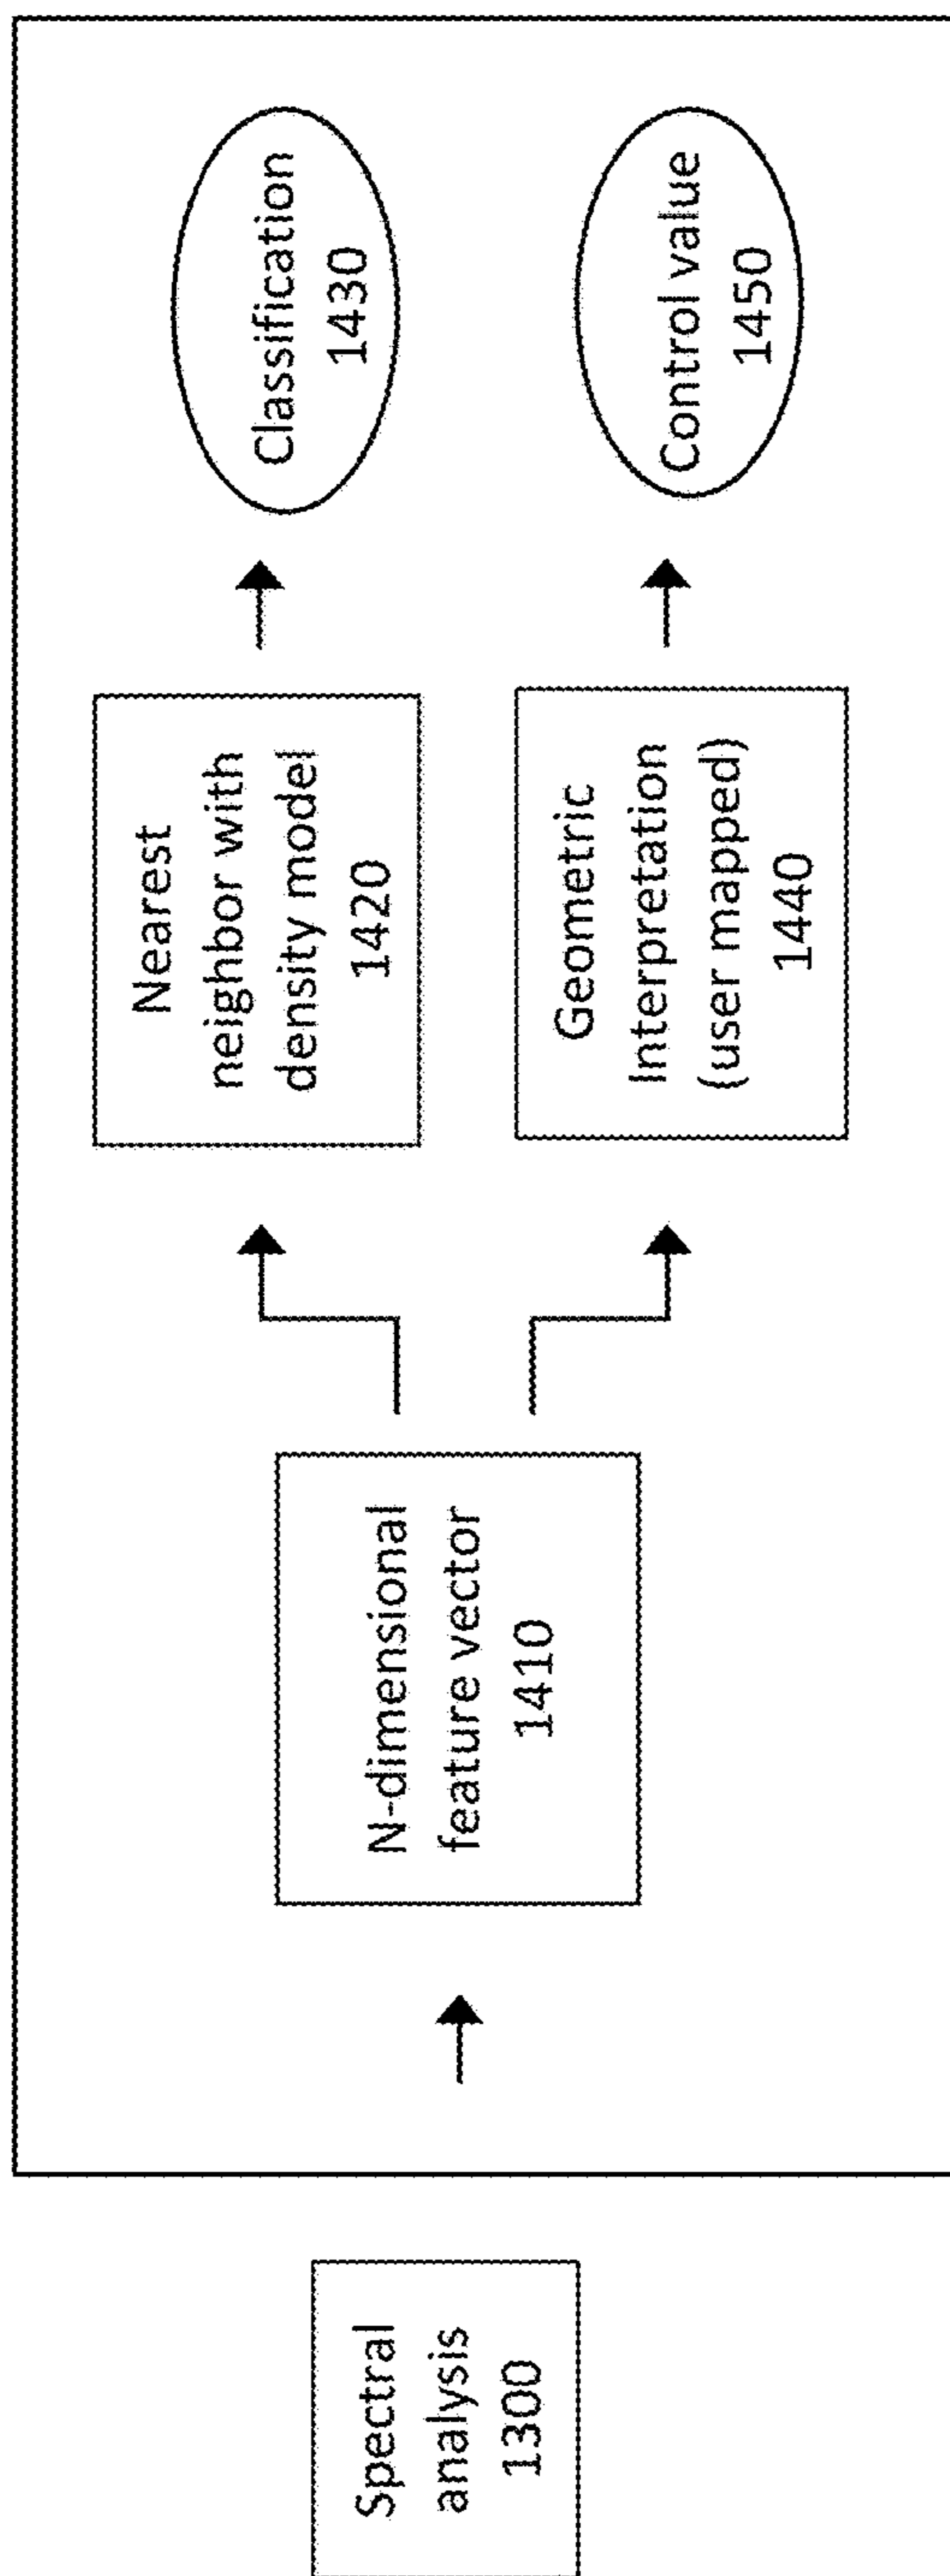 Spectral
analysis
1300
N-dimensional
feature vector
1410
Nearest
neighbor with
density model
1420
Classification
1430
Geometric
Interpretation
(user mapped)
1440
Control value
1450